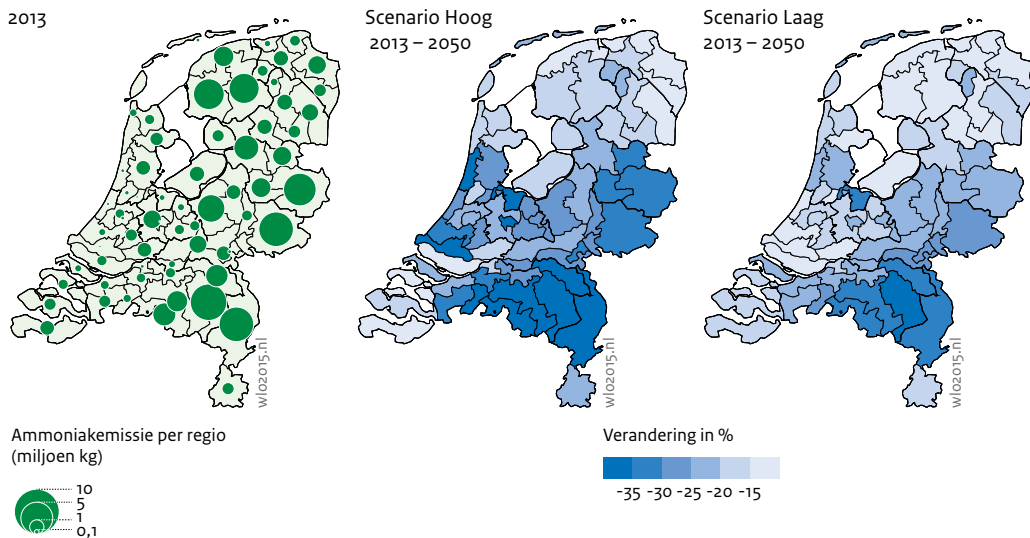 2013
Scenario Hoog
2013 – 2050
Scenario Laag
2013 – 2050
wlo2015.nl
wlo2015.nl
wlo2015.nl
Ammoniakemissie per regio
(miljoen kg)
10
5
1
0,1
Verandering in %
-35 -30 -25 -20 -15